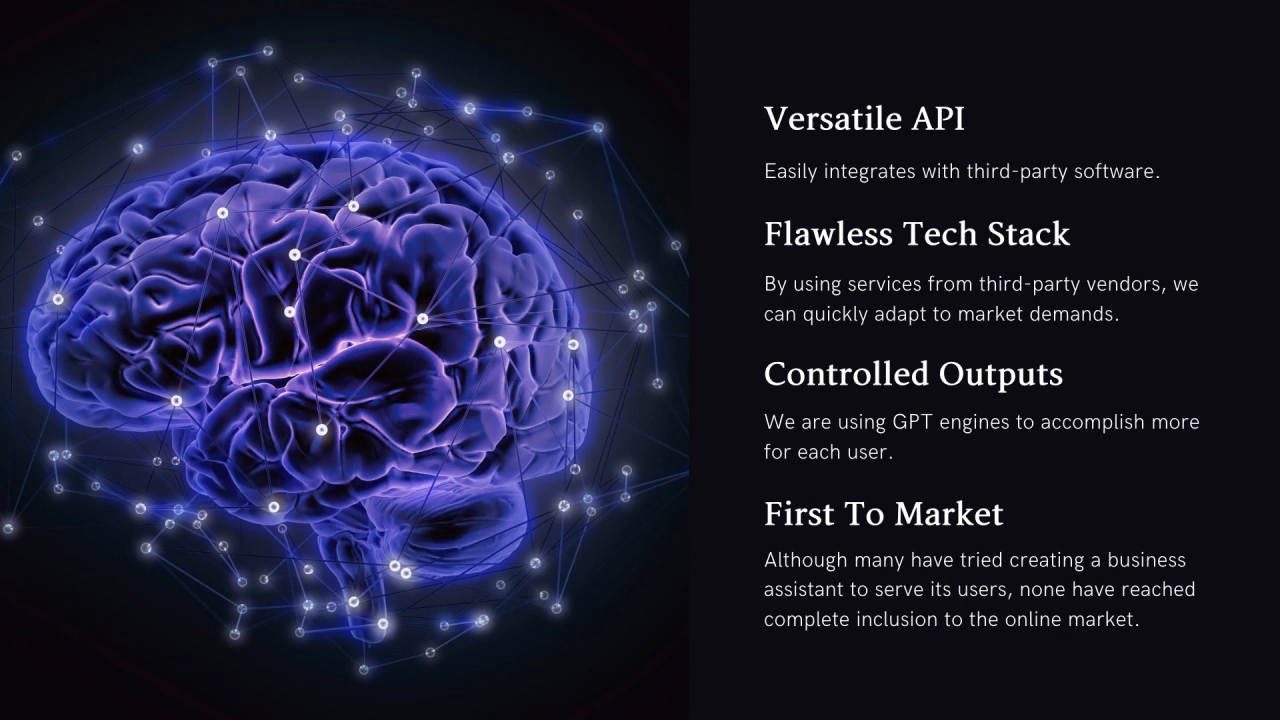 Versatile API
Easily integrates with third-party software.
Flawless Tech Stack
By using services from third-party vendors, we
can quickly adapt to market demands.
Controlled Outputs
We are using GPT engines to accomplish more
for each user.
First To Market
Although many have tried creating a business
assistant to serve its users, none have reached
complete inclusion to the online market.